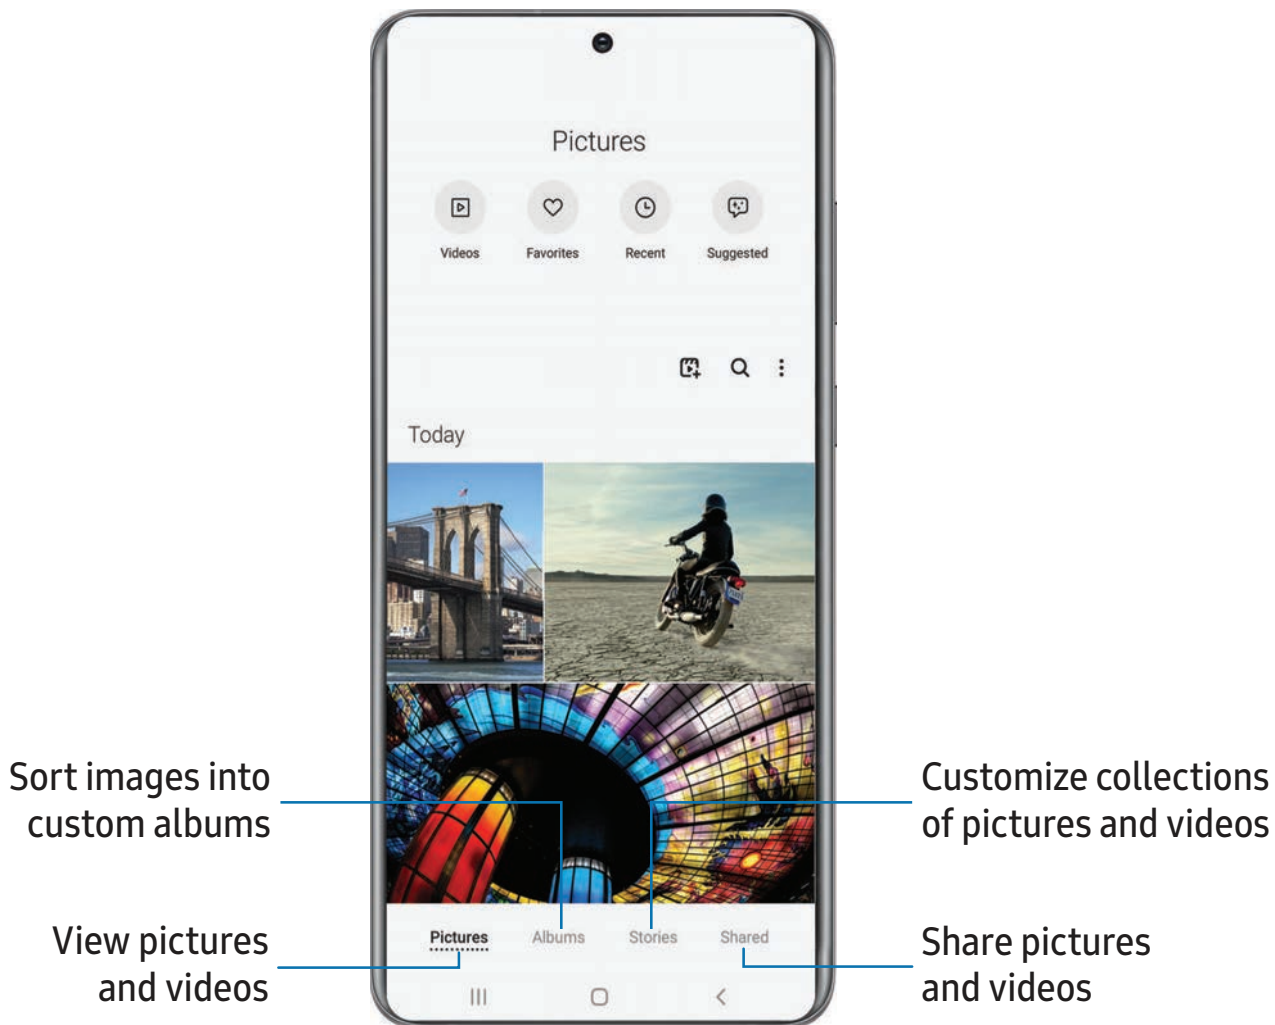 Pictures
Videos
Favorites
Recent
Suggested
Today
Sort images into
custom albums
Customize collections
of pictures and videos
Pictures
Albums
Stories
Shared
View pictures
and videos
Share pictures
and videos